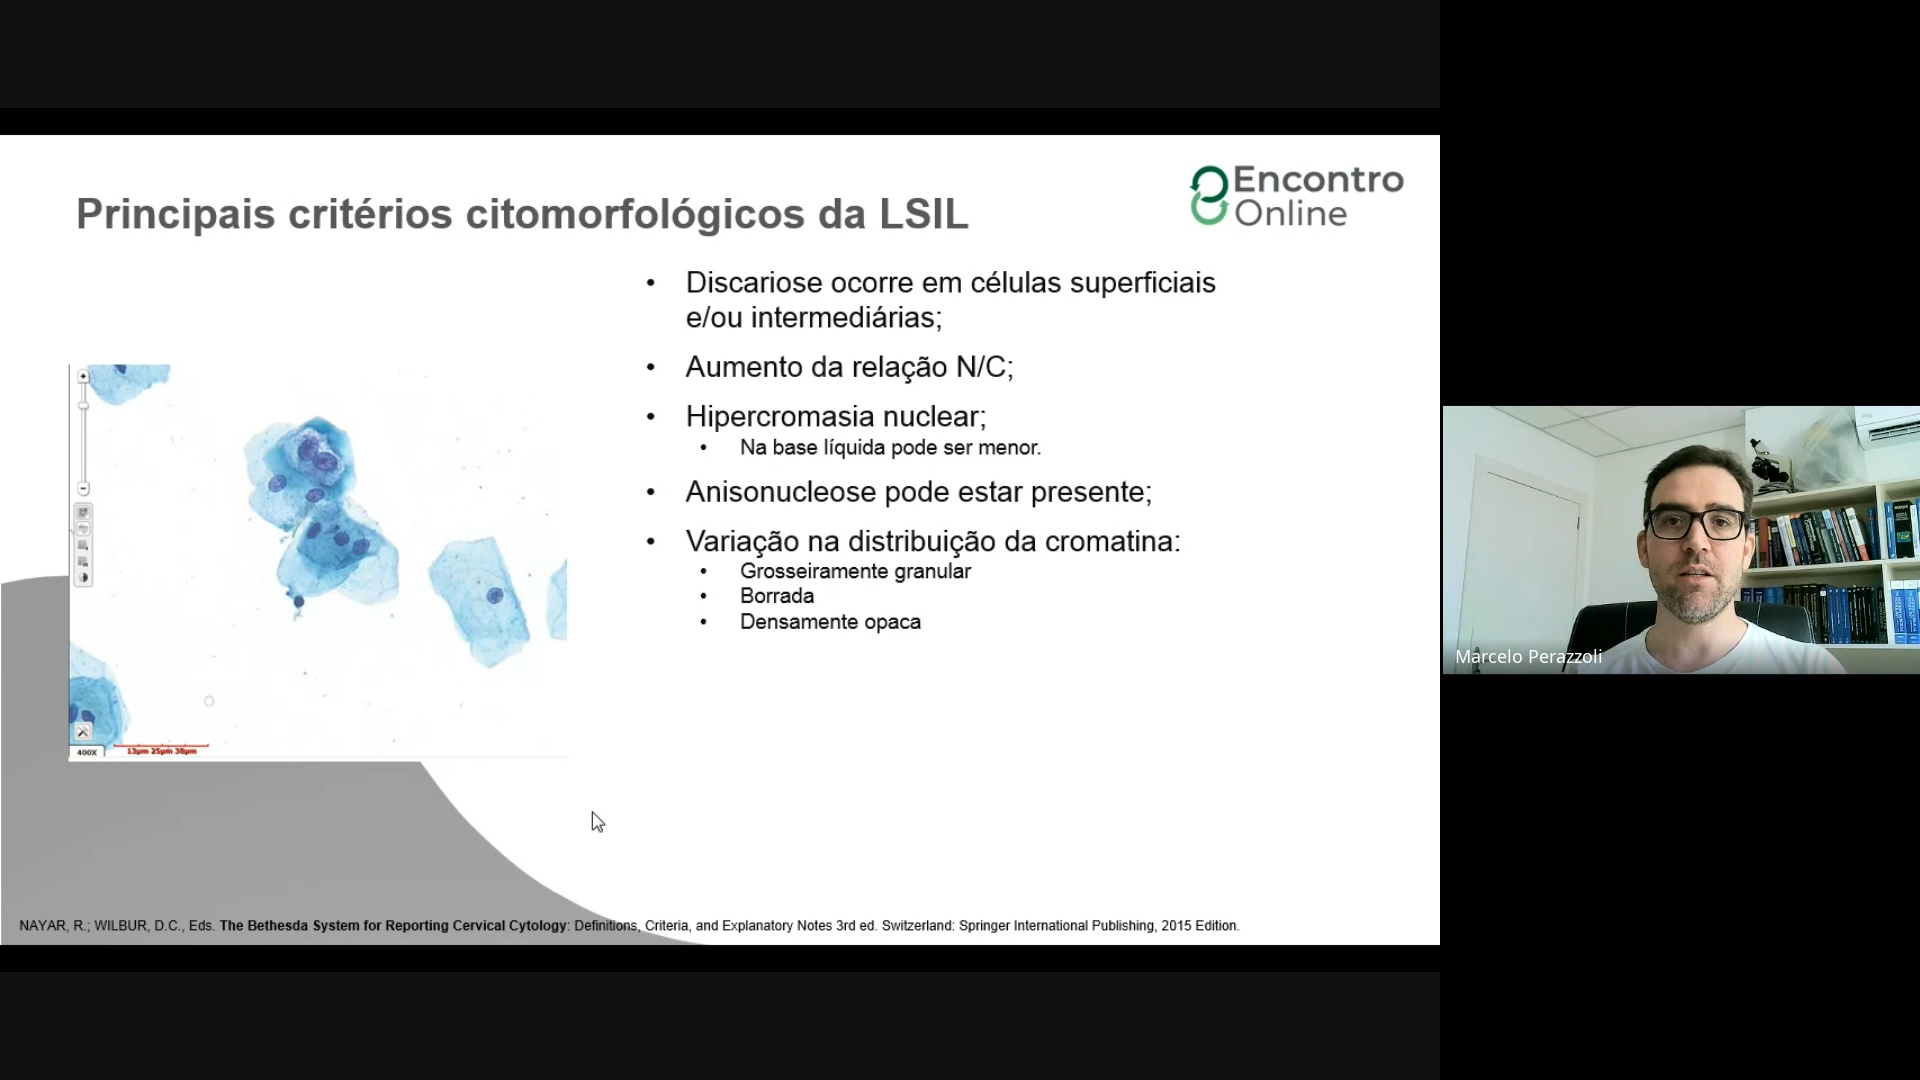 Encontro
Online
Principais critérios citomorfológicos da LSIL
• Discariose ocorre em células superficiais
e/ou intermediárias;
• Aumento da relação N/C;
• Hipercromasia nuclear;
• Na base líquida pode ser menor.
• Anisonucleose pode estar presente;
• Variação na distribuição da cromatina:
• Grosseiramente granular
• Borrada
• Densamente opaca
400X
13µm 25µm 38µm
Marcelo Perazzoli
NAYAR, R.; WILBUR, D.C., Eds. The Bethesda System for Reporting Cervical Cytology: Definitions, Criteria, and Explanatory Notes 3rd ed. Switzerland: Springer International Publishing, 2015 Edition.